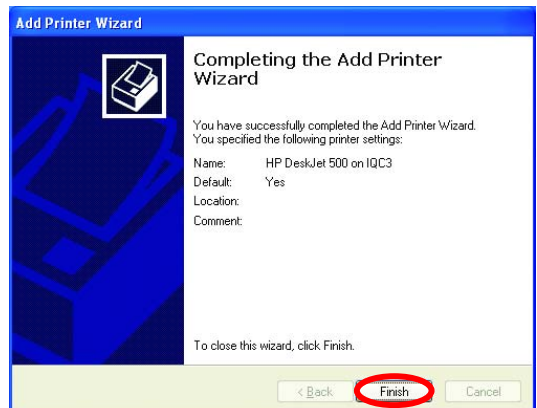 Add Printer Wizard
Completing the Add Printer
Wizard
You have successfully completed the Add Printer Wizard.
You specified the following printer settings:
Name: HP DeskJet 500 on IQC3
Default: Yes
Location:
Comment:
To close this wizard, click Finish.
< Back Finish Cancel